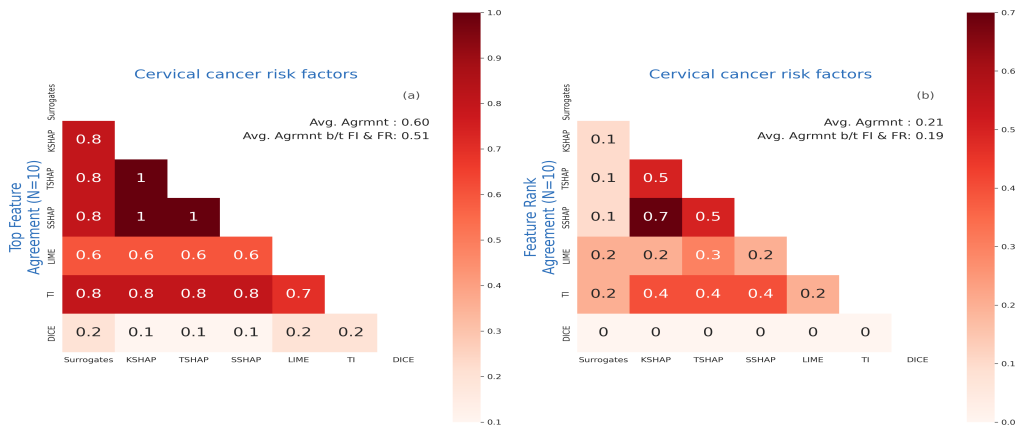 Cervical cancer risk factors
(a)
Avg. Agrmnt : 0.60
Avg. Agrmnt b/t FI & FR: 0.51
Top Feature
Agreement (N=10)
Surrogates
KSHAP
0.8
TSHAP
0.8 1
SSHAP
0.8 1 1
LIME
0.6 0.6 0.6 0.6
TI
0.8 0.8 0.8 0.8 0.7
DICE
0.2 0.1 0.1 0.1 0.2 0.2
Surrogates KSHAP TSHAP SSHAP LIME TI DICE
1.0
0.9
0.8
0.7
0.6
0.5
0.4
0.3
0.2
0.1
Cervical cancer risk factors
(b)
Avg. Agrmnt : 0.21
Avg. Agrmnt b/t FI & FR: 0.19
Feature Rank
Agreement (N=10)
Surrogates
KSHAP
0.1
TSHAP
0.1 0.5
SSHAP
0.1 0.7 0.5
LIME
0.2 0.2 0.3 0.2
TI
0.2 0.4 0.4 0.4 0.2
DICE
0 0 0 0 0 0
Surrogates KSHAP TSHAP SSHAP LIME TI DICE
0.7
0.6
0.5
0.4
0.3
0.2
0.1
0.0